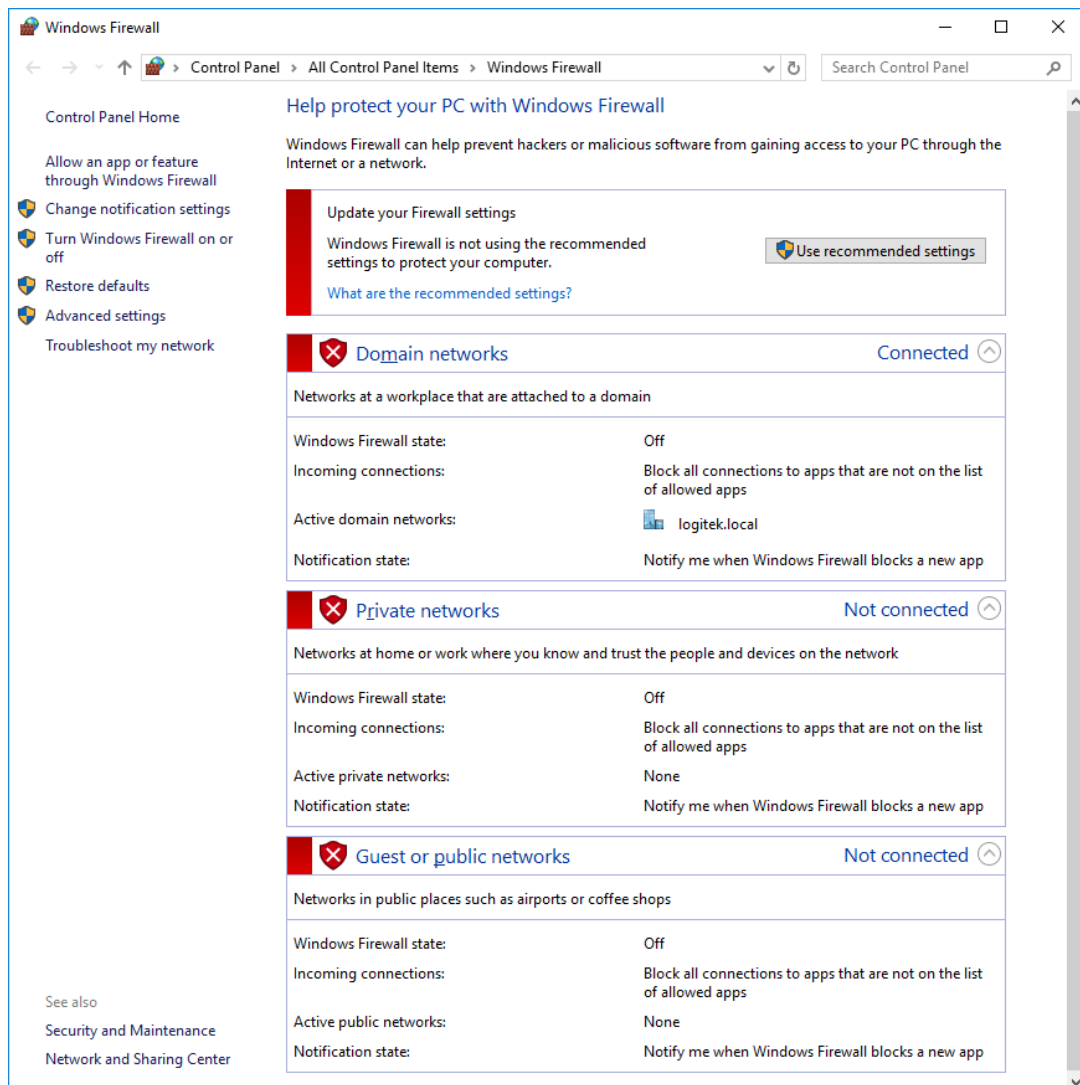 Windows Firewall
Control Panel > All Control Panel Items > Windows Firewall
Search Control Panel
Control Panel Home
Allow an app or feature
through Windows Firewall
Change notification settings
Turn Windows Firewall on or
off
Restore defaults
Advanced settings
Troubleshoot my network
See also
Security and Maintenance
Network and Sharing Center
Help protect your PC with Windows Firewall
Windows Firewall can help prevent hackers or malicious software from gaining access to your PC through the
Internet or a network.
Update your Firewall settings
Windows Firewall is not using the recommended
settings to protect your computer.
Use recommended settings
What are the recommended settings?
Domain networks
Connected
Networks at a workplace that are attached to a domain
Windows Firewall state:
Off
Incoming connections:
Block all connections to apps that are not on the list
of allowed apps
Active domain networks:
logitek.local
Notification state:
Notify me when Windows Firewall blocks a new app
Private networks
Not connected
Networks at home or work where you know and trust the people and devices on the network
Windows Firewall state:
Off
Incoming connections:
Block all connections to apps that are not on the list
of allowed apps
Active private networks:
None
Notification state:
Notify me when Windows Firewall blocks a new app
Guest or public networks
Not connected
Networks in public places such as airports or coffee shops
Windows Firewall state:
Off
Incoming connections:
Block all connections to apps that are not on the list
of allowed apps
Active public networks:
None
Notification state:
Notify me when Windows Firewall blocks a new app